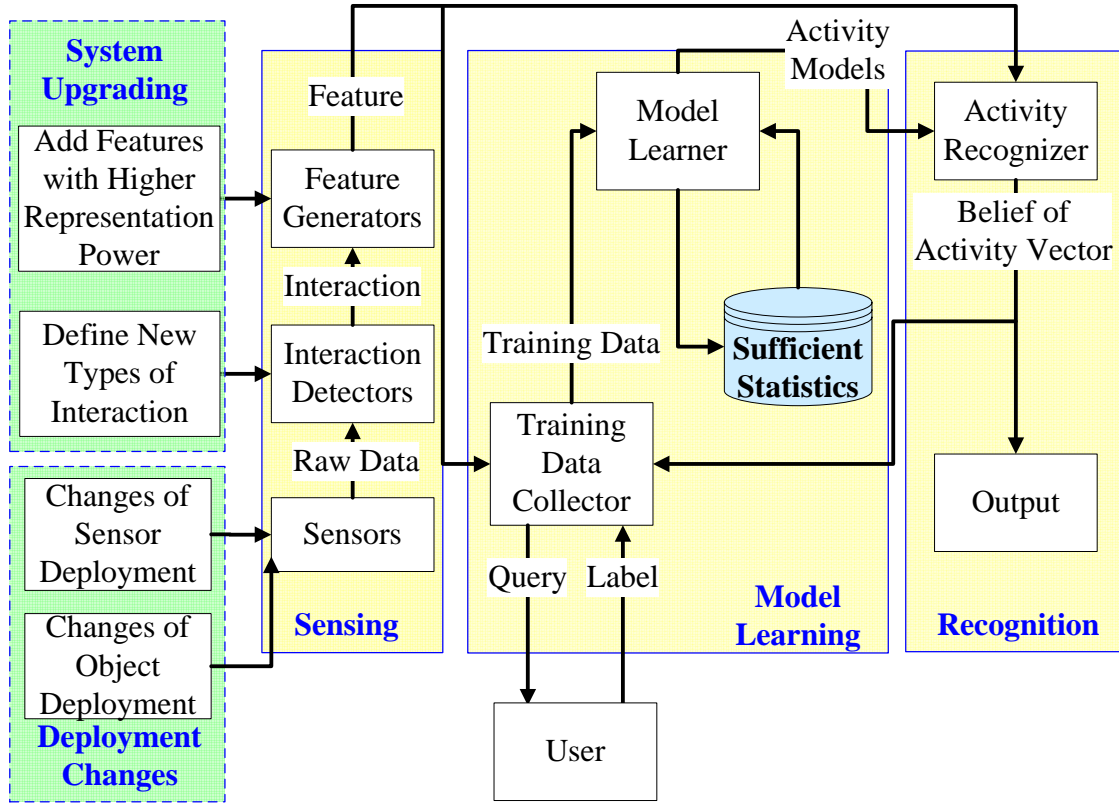 System
Upgrading
Add Features
with Higher
Representation
Power
Define New
Types of
Interaction
Changes of
Sensor
Deployment
Changes of
Object
Deployment
Deployment
Changes
Feature
Feature
Generators
Interaction
Interaction
Detectors
Raw Data
Sensors
Sensing
Activity
Models
Model
Learner
Training Data
Sufficient
Statistics
Training
Data
Collector
Query
Label
Model
Learning
User
Activity
Recognizer
Belief of
Activity Vector
Output
Recognition